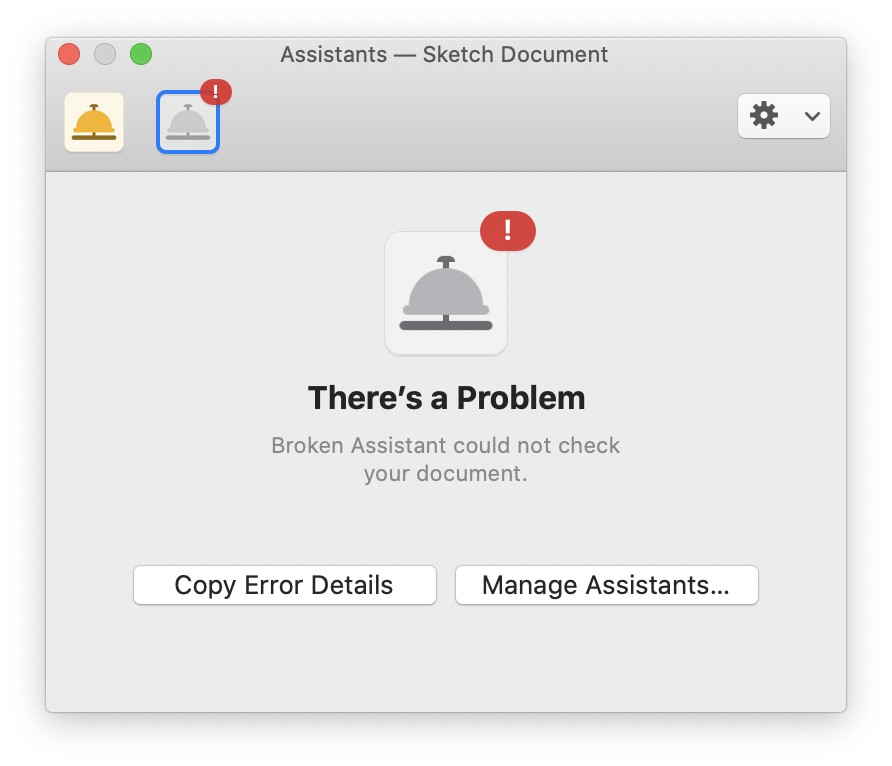 Assistants — Sketch Document
!
!
There’s a Problem
Broken Assistant could not check
your document.
Copy Error Details
Manage Assistants…